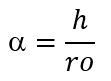 α = h/ro